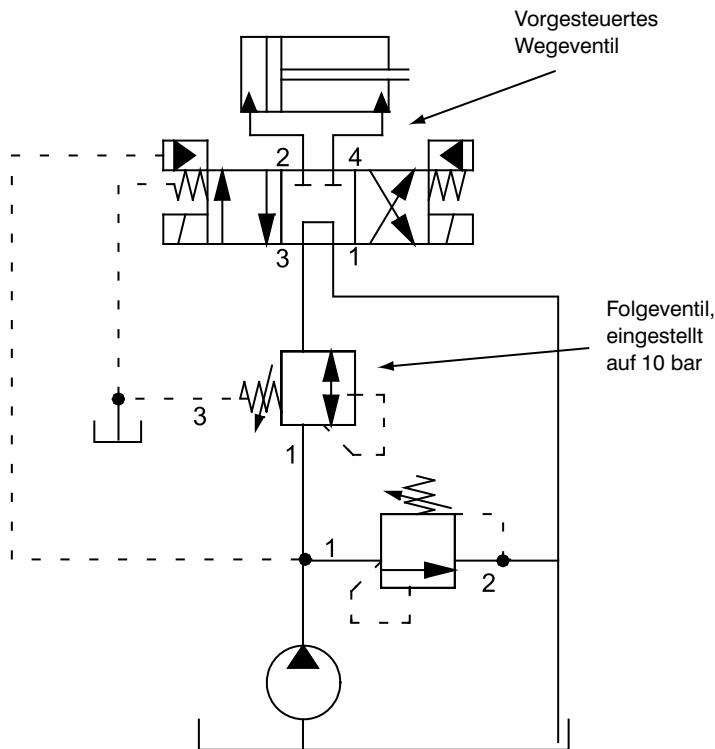 Vorgesteuertes
Wegeventil
2 4
3 1
Folgeventil,
eingestellt
auf 10 bar
3
1
1
2